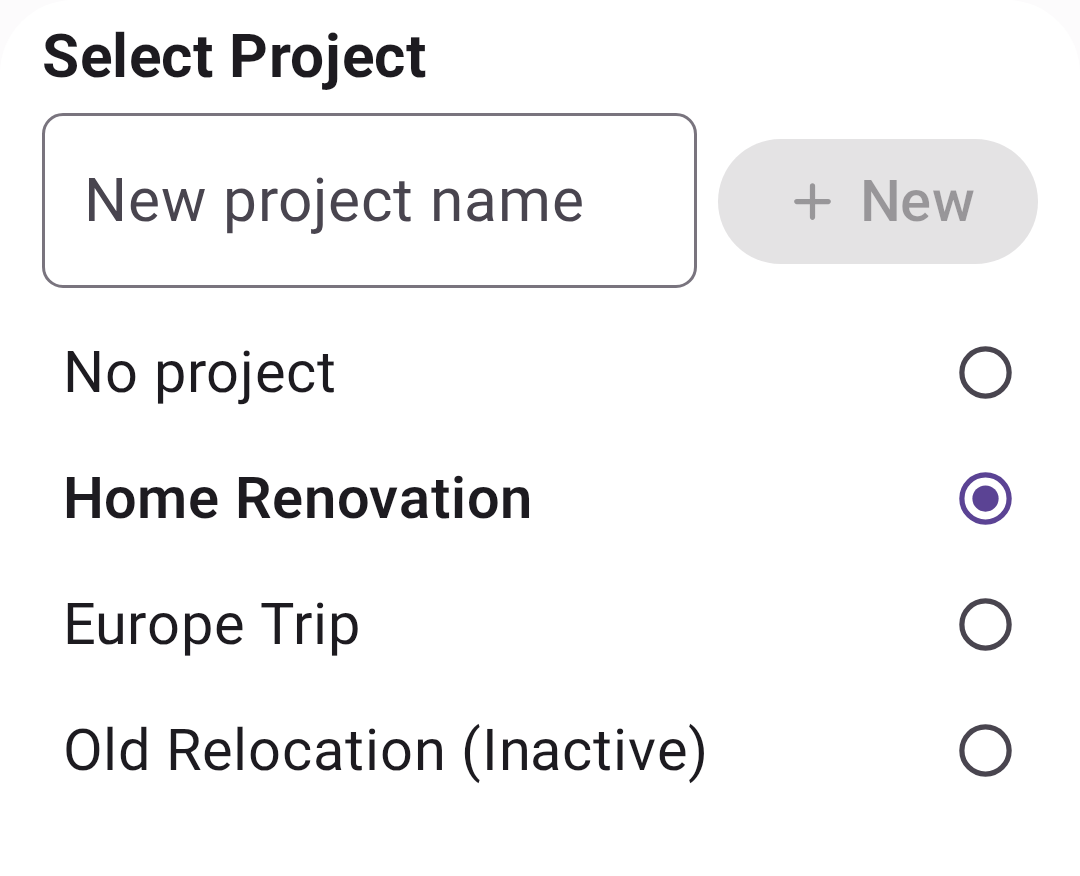 Select Project
New project name
+ New
No project
Home Renovation
Europe Trip
Old Relocation (Inactive)